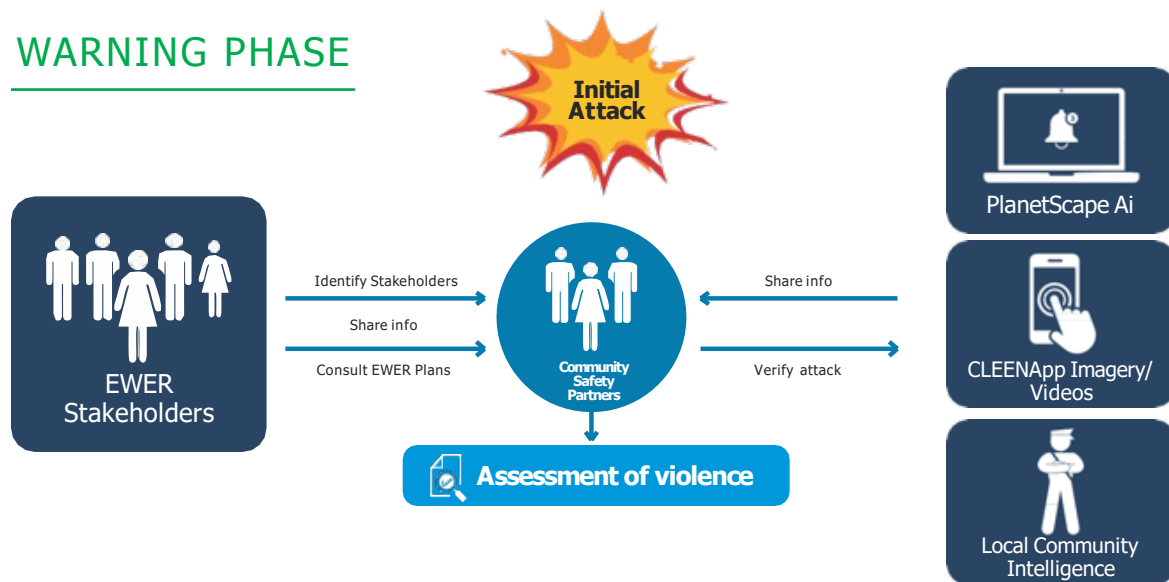 WARNING PHASE
Initial
Attack
PlanetScape Ai
Identify Stakeholders
Share info
Share info
Consult EWER Plans
Verify attack
Community
Safety
Partners
EWER
Stakeholders
CLEENApp Imagery/
Videos
Assessment of violence
Local Community
Intelligence